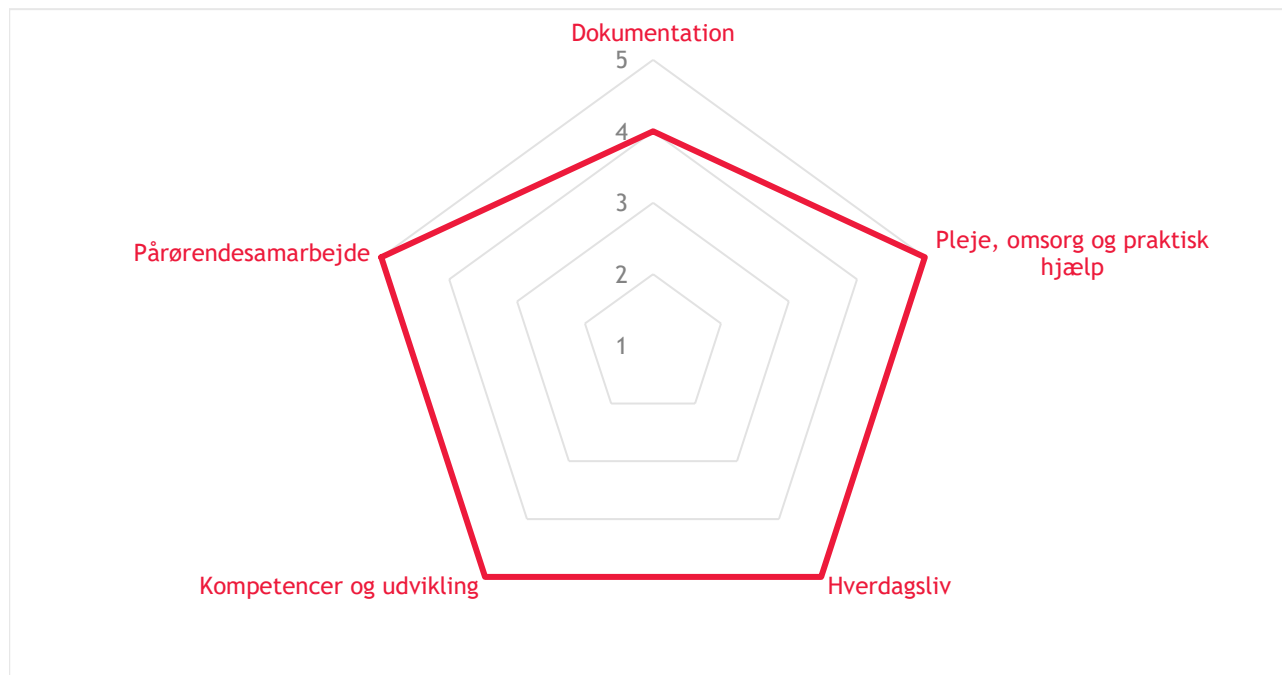 Dokumentation
5
4
3
2
1
Pleje, omsorg og praktisk
hjælp
Hverdagsliv
Kompetencer og udvikling
Pårørendesamarbejde